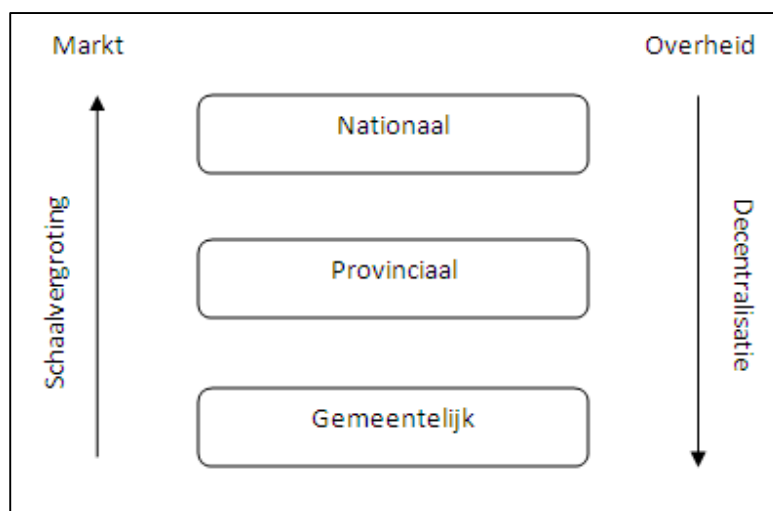 Markt
Overheid
Nationaal
Schaalvergroting
Provinciaal
Decentralisatie
Gemeentelijk